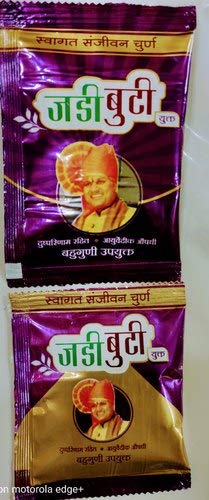 स्वागत संजीवन चुर्ण
जडी बुटी
युक्त
दुष्परिणाम रहित • आयुर्वेदीक औषधी
बहुगुणी उपयुक्त
स्वागत संजीवन चुर्ण
जडी बुटी
युक्त
दुष्परिणाम रहित • आयुर्वेदीक औषधी
बहुगुणी उपयुक्त
on motorola edge+